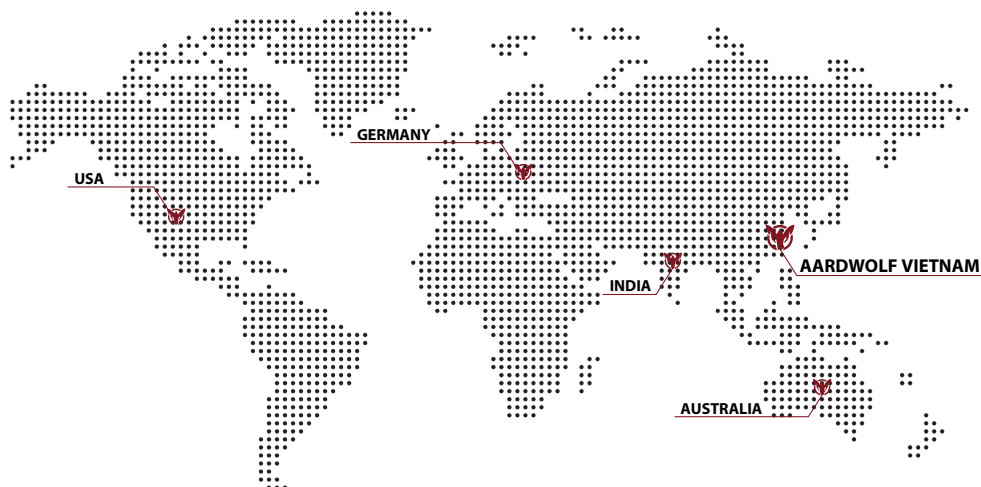 GERMANY
USA
AARDWOLF VIETNAM
INDIA
AUSTRALIA